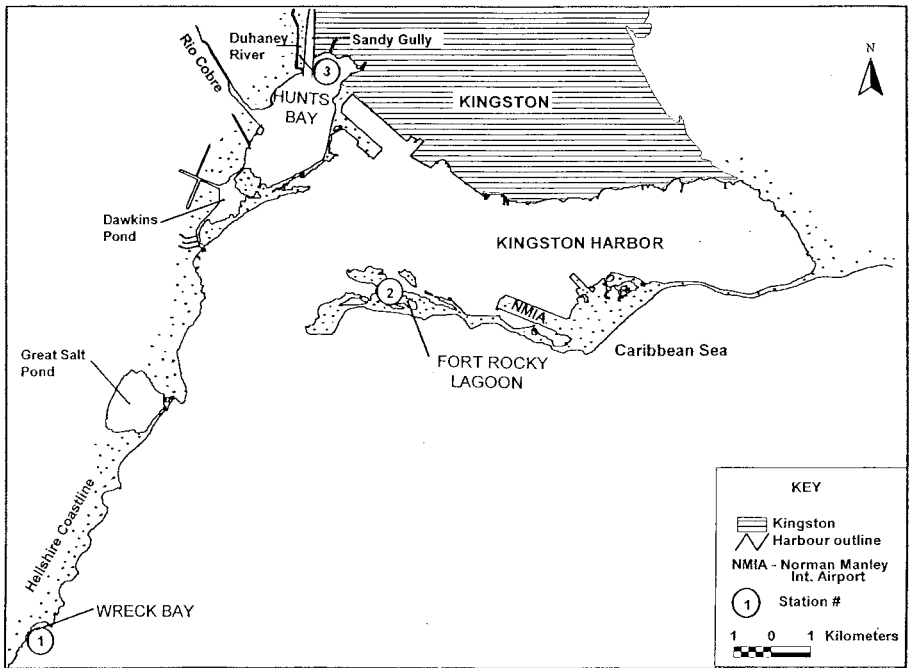 Duhaney
River
Sandy Gully
N
Rio Cobre
3
HUNTS
BAY
KINGSTON
Dawkins
Pond
KINGSTON HARBOR
2
NMIA
FORT ROCKY
LAGOON
Caribbean Sea
Great Salt
Pond
Hellshire Coastline
WRECK BAY
1
KEY
Kingston
Harbour outline
NMIA - Norman Manley
Int. Airport
1 Station #
1 0 1 Kilometers